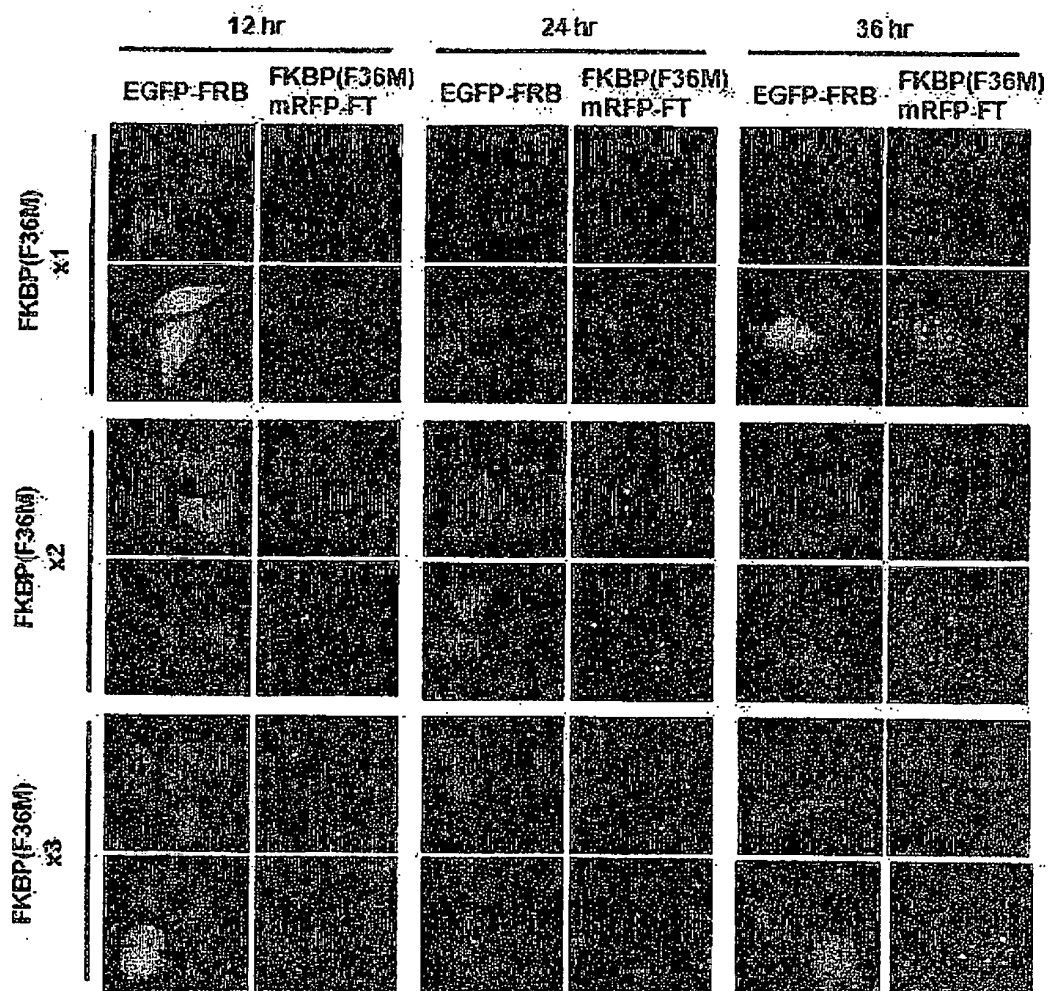 12 hr 24 hr 36 hr
EGFP-FRB FKBP(F36M) mRFP-FT EGFP-FRB FKBP(F36M) mRFP-FT EGFP-FRB FKBP(F36M) mRFP-FT
FKBP(F36M)
x1
FKBP(F36M)
x2
FKBP(F36M)
x3